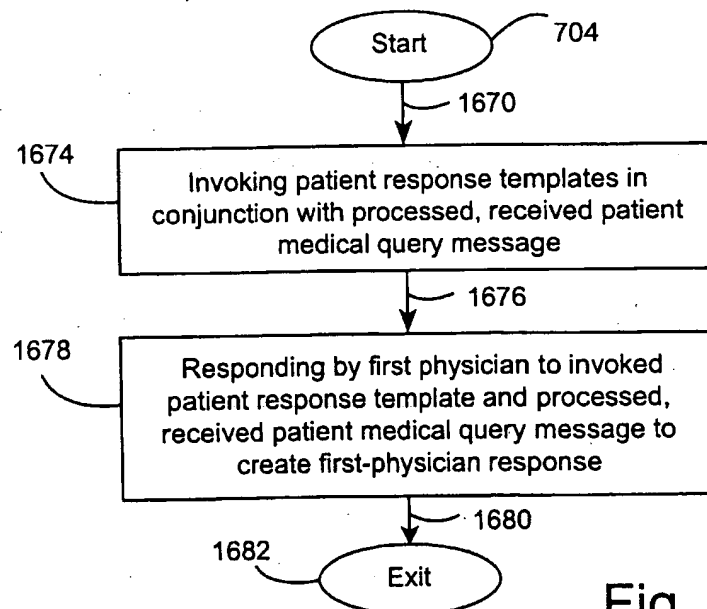 Start
704
1670
1674
Invoking patient response templates in
conjunction with processed, received patient
medical query message
1676
1678
Responding by first physician to invoked
patient response template and processed,
received patient medical query message to
create first-physician response
1680
1682
Exit
Fig